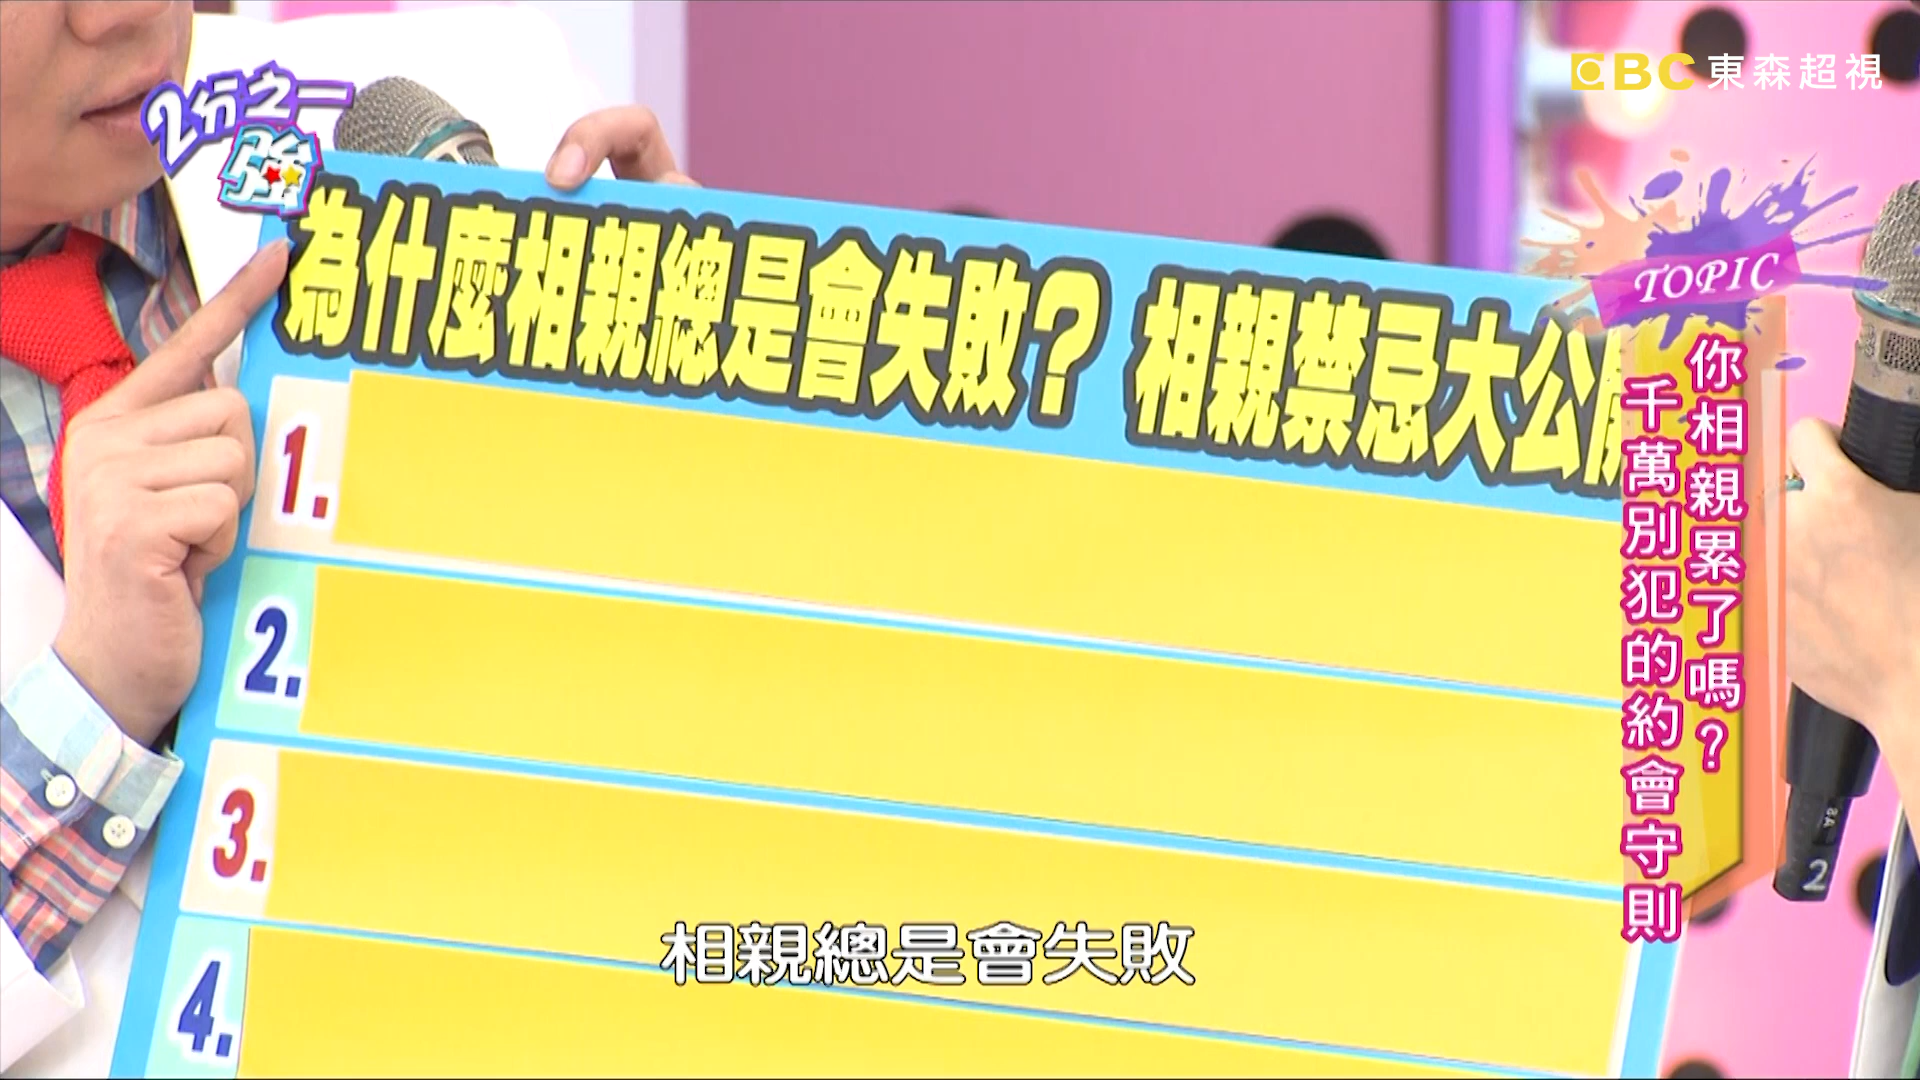 2分之一
強
EBC 東森超視
為什麼相親總是會失敗? 相親禁忌大公
TOPIC
你相親累了嗎?
千萬別犯的約會守則
1.
2.
3.
4.
相親總是會失敗
8A
2